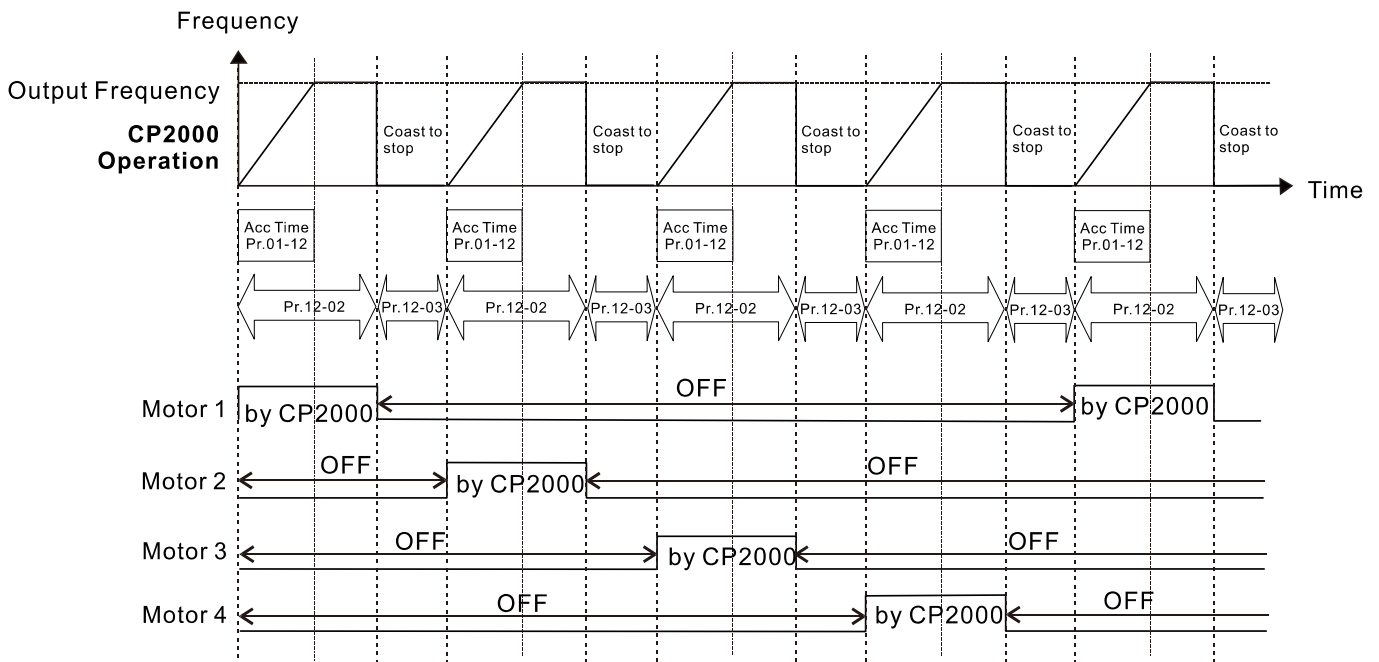 Frequency
Output Frequency
CP2000
Operation
Coast to
stop
Coast to
stop
Coast to
stop
Coast to
stop
Coast to
stop
Time
Acc Time
Pr.01-12
Acc Time
Pr.01-12
Acc Time
Pr.01-12
Acc Time
Pr.01-12
Acc Time
Pr.01-12
Pr.12-02
Pr.12-03
Pr.12-02
Pr.12-03
Pr.12-02
Pr.12-03
Pr.12-02
Pr.12-03
Pr.12-02
Pr.12-03
Motor 1
by CP2000
OFF
by CP2000
Motor 2
OFF
by CP2000
OFF
Motor 3
OFF
by CP2000
OFF
Motor 4
OFF
by CP2000
OFF